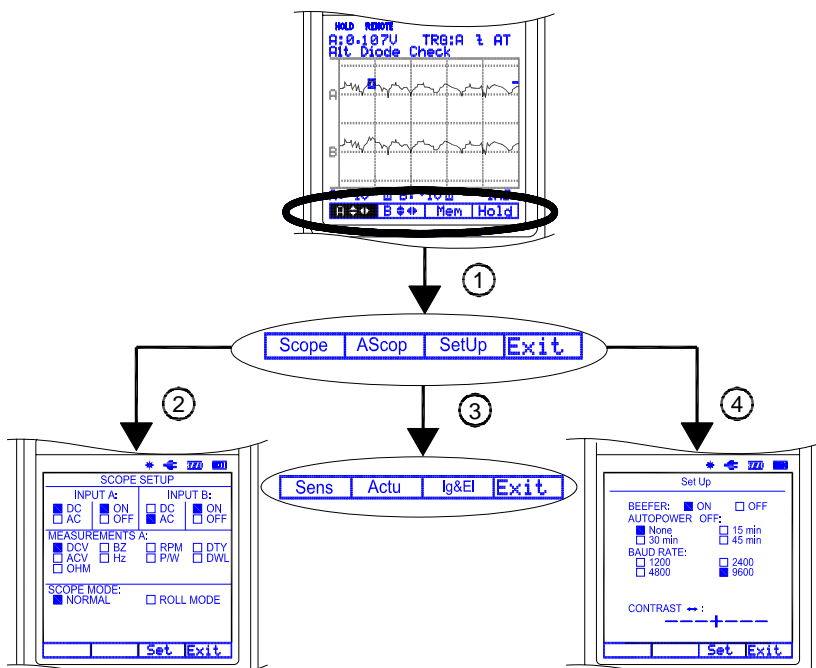 HOLD REMOTE
A:0.107V TRG:A ʅ AT
Alt Diode Check
A
B
A B Mem Hold
1
Scope AScop SetUp Exit
2
3
4
SCOPE SETUP
INPUT A: INPUT B:
DC ON DC ON
AC OFF AC OFF
MEASUREMENTS A:
DCV BZ RPM DTY
ACV Hz P/W DWL
OHM
SCOPE MODE:
NORMAL ROLL MODE
Set Exit
Sens Actu Ig&El Exit
Set Up
BEEFER: ON OFF
AUTOPOWER OFF:
None 15 min
30 min 45 min
BAUD RATE:
1200 2400
4800 9600
CONTRAST ↔ :
Set Exit